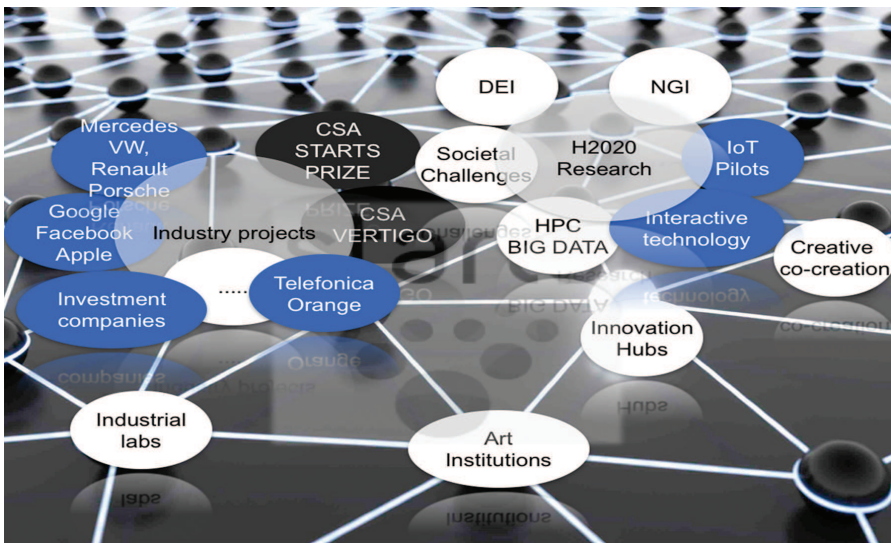 DEI
NGI
Mercedes
VW,
Renault
Porsche
CSA
STARTS
PRIZE
Societal
Challenges
H2020
Research
IoT
Pilots
Google
Facebook
Apple
Industry projects
CSA
VERTIGO
HPC
BIG DATA
Interactive
technology
Creative
co-creation
Investment
companies
.....
Telefonica
Orange
Innovation
Hubs
Industrial
labs
Art
Institutions